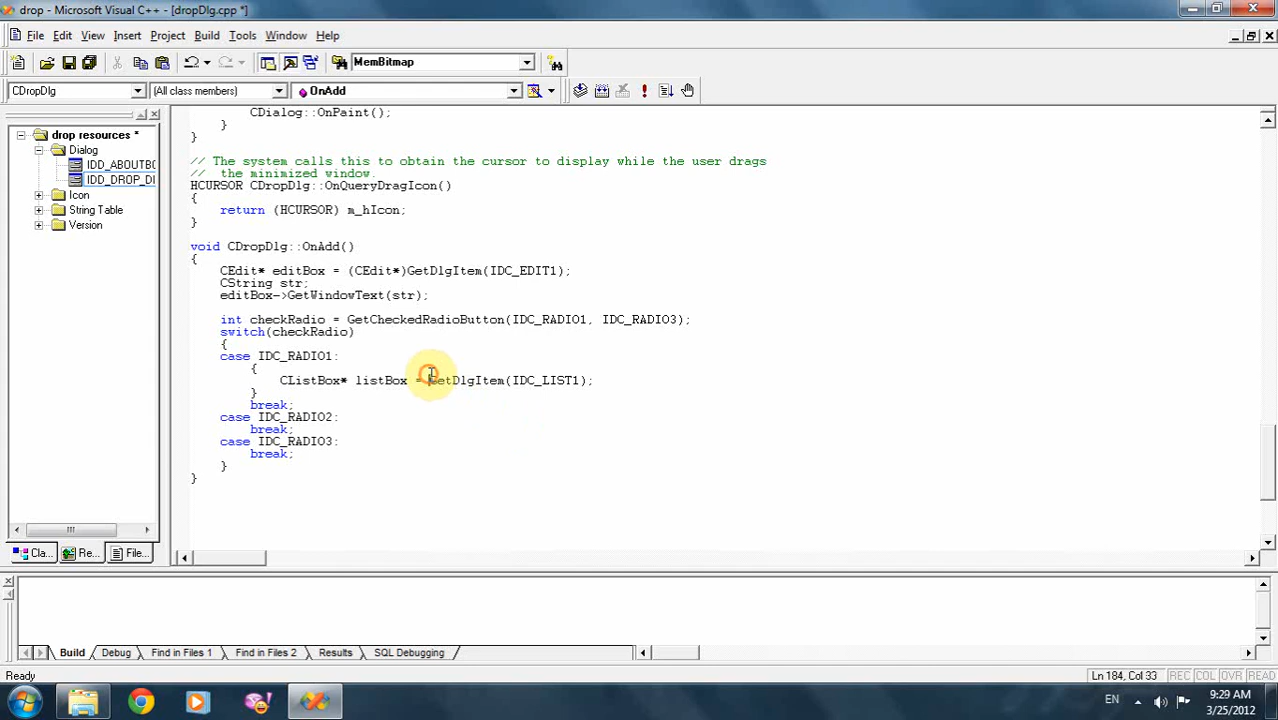 drop - Microsoft Visual C++ - [dropDlg.cpp *]
File Edit View Insert Project Build Tools Window Help
MemBitmap
CDropDlg (All class members) OnAdd
drop resources *
Dialog
IDD_ABOUTBO
IDD_DROP_DI
Icon
String Table
Version
Cla... Re... File...
CDialog::OnPaint();
}
}
// The system calls this to obtain the cursor to display while the user drags
//  the minimized window.
HCURSOR CDropDlg::OnQueryDragIcon()
{
return (HCURSOR) m_hIcon;
}
void CDropDlg::OnAdd()
{
CEdit* editBox = (CEdit*)GetDlgItem(IDC_EDIT1);
CString str;
editBox->GetWindowText(str);
int checkRadio = GetCheckedRadioButton(IDC_RADIO1, IDC_RADIO3);
switch(checkRadio)
{
case IDC_RADIO1:
{
CListBox* listBox = GetDlgItem(IDC_LIST1);
}
break;
case IDC_RADIO2:
break;
case IDC_RADIO3:
break;
}
}
Build Debug Find in Files 1 Find in Files 2 Results SQL Debugging
Ready Ln 184, Col 33 REC COL OVR READ
EN 9:29 AM
3/25/2012